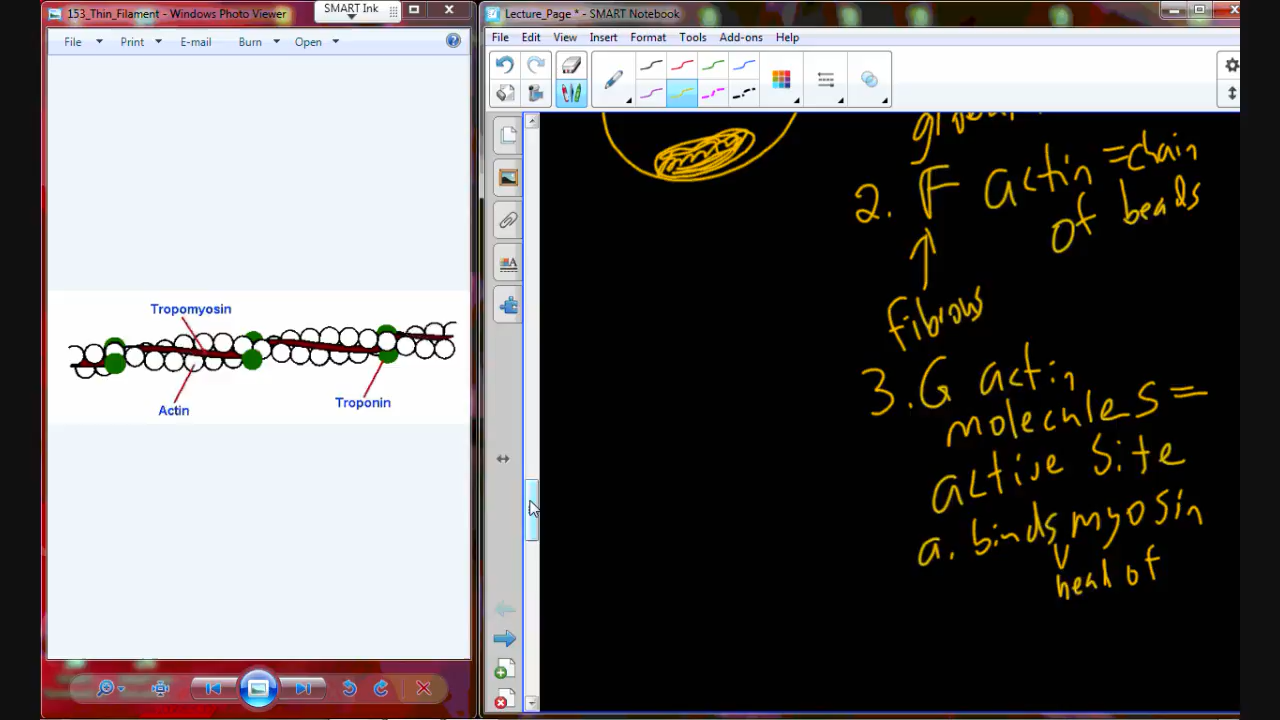 153_Thin_Filament - Windows Photo Viewer
SMART Ink
File Print E-mail Burn Open
Tropomyosin
Actin
Troponin
Lecture_Page * - SMART Notebook
File Edit View Insert Format Tools Add-ons Help
2. F actin = chain
of beads
fibrous
3. G actin
molecules =
active site
a. binds myosin
head of